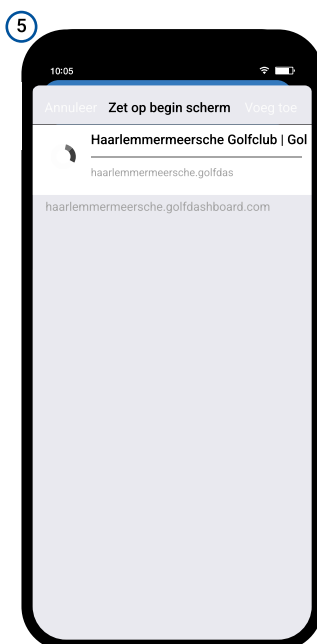 5
10:05
Annuleer Zet op begin scherm Voeg toe
Haarlemmermeersche Golfclub | Gol
haarlemmermeersche.golfdas
haarlemmermeersche.golfdashboard.com